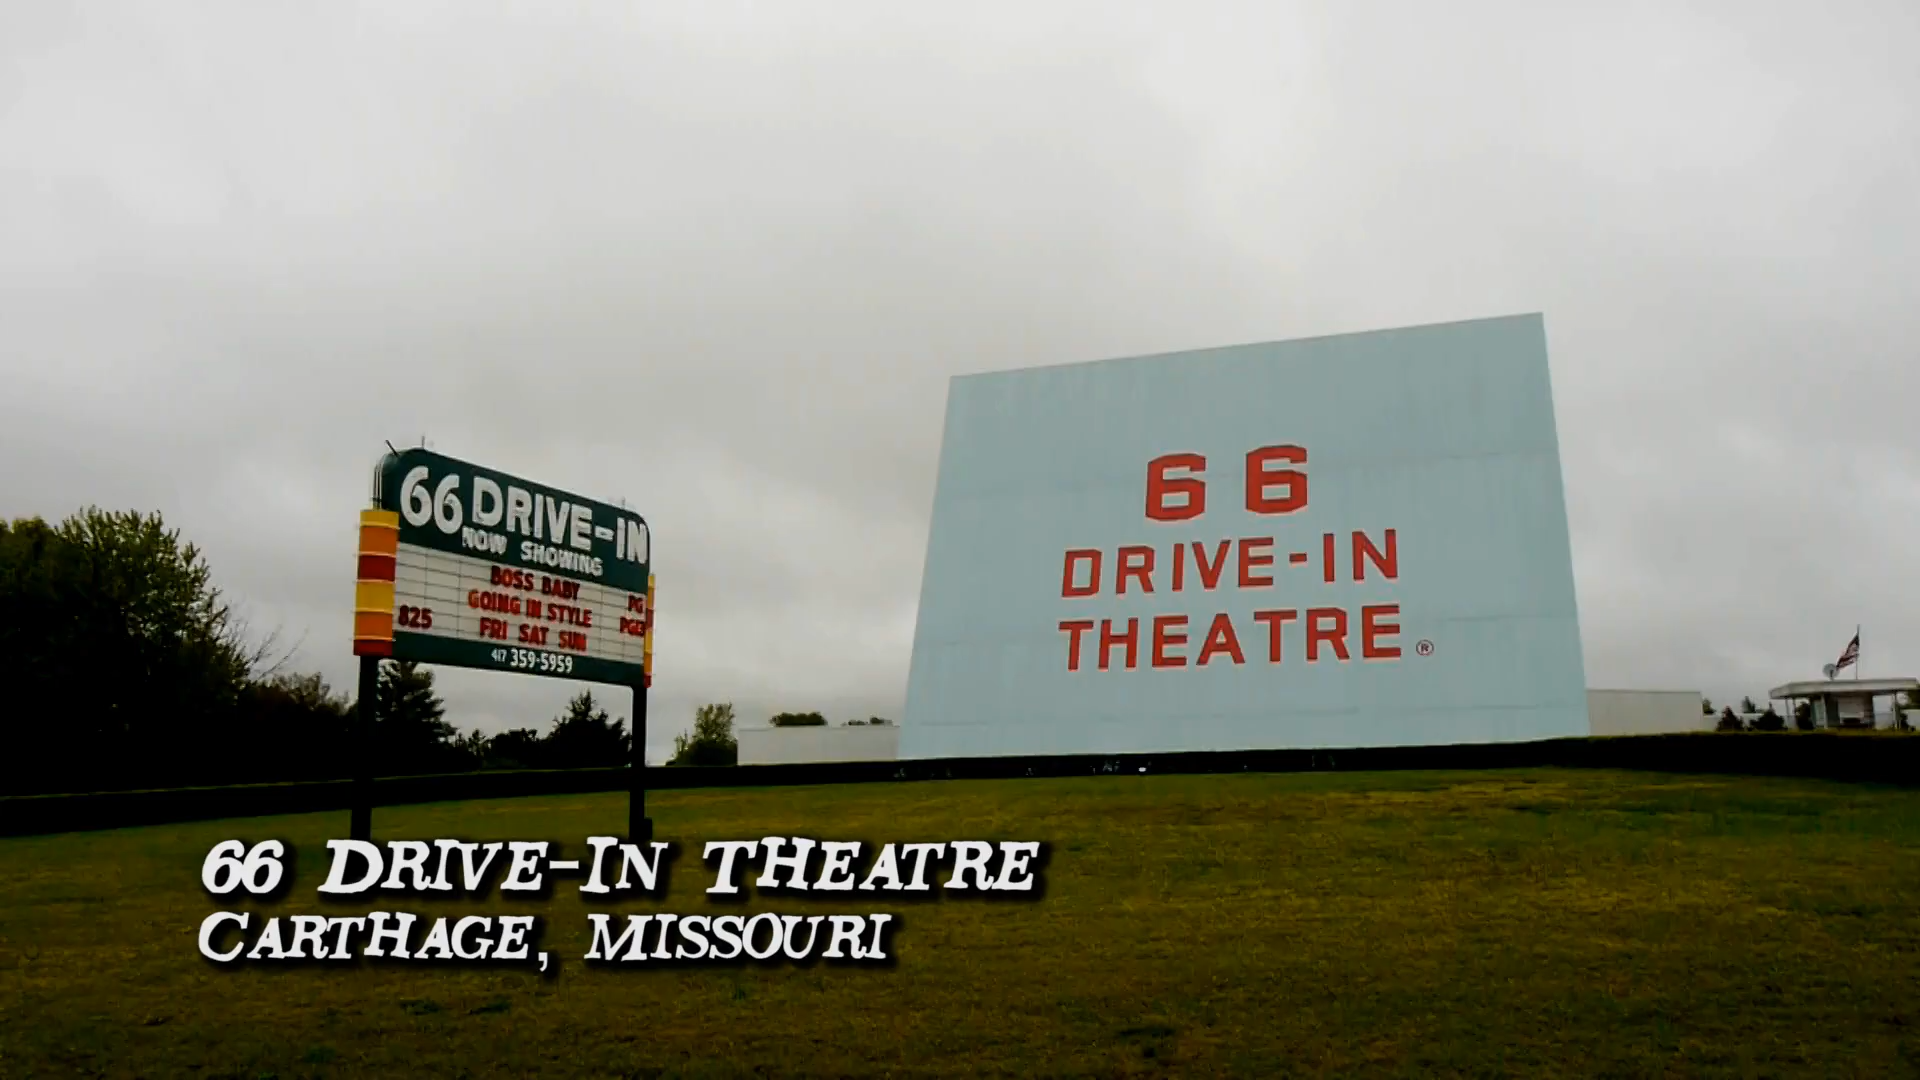 66 DRIVE-IN
NOW SHOWING
BOSS BABY PG
GOING IN STYLE
825 FRI SAT SUN
417 359-5959
66
DRIVE-IN
THEATRE®
66 DRIVE-IN THEATRE
CARTHAGE, MISSOURI